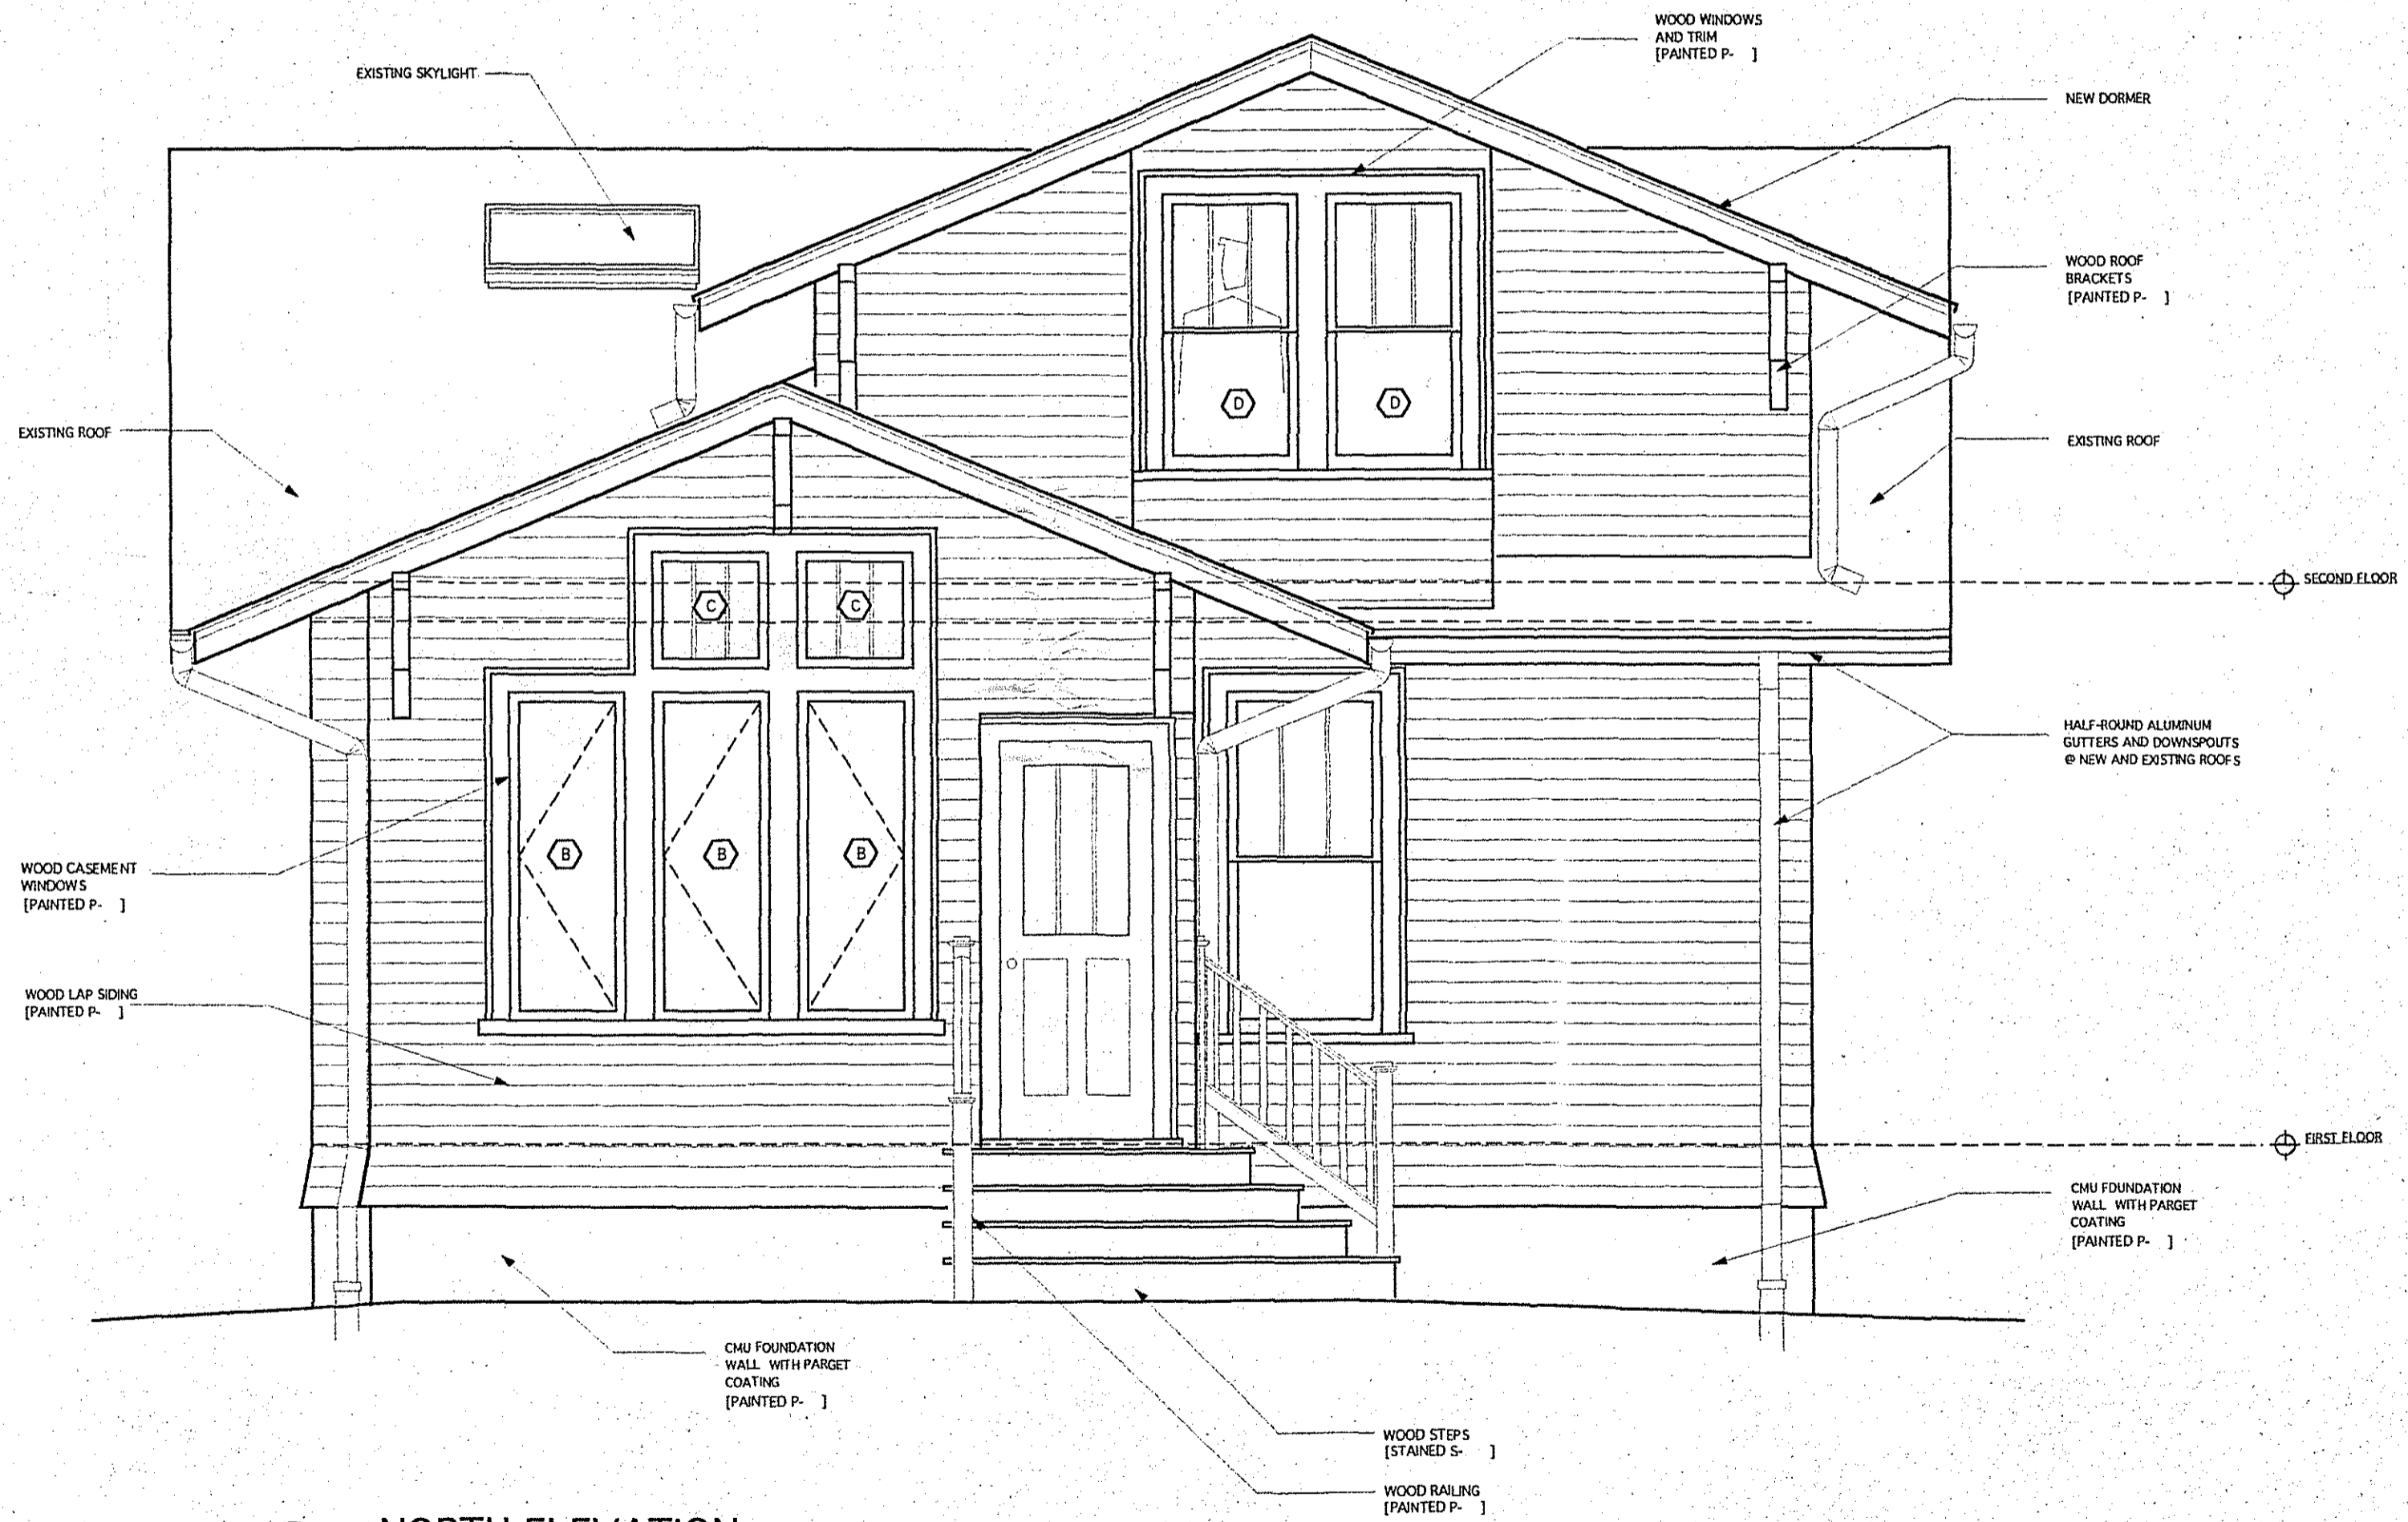 WOOD WINDOWS
AND TRIM
[PAINTED P- ]
EXISTING SKYLIGHT
NEW DORMER
WOOD ROOF
BRACKETS
[PAINTED P- ]
EXISTING ROOF
EXISTING ROOF
D
D
SECOND FLOOR
C
C
HALF-ROUND ALUMINUM
GUTTERS AND DOWNSPOUTS
@ NEW AND EXISTING ROOFS
B
B
B
WOOD CASEMENT
WINDOWS
[PAINTED P- ]
WOOD LAP SIDING
[PAINTED P- ]
FIRST FLOOR
CMU FOUNDATION
WALL WITH PARGET
COATING
[PAINTED P- ]
CMU FOUNDATION
WALL WITH PARGET
COATING
[PAINTED P- ]
WOOD STEPS
[STAINED S- ]
WOOD RAILING
[PAINTED P- ]
NORTH ELEVATION